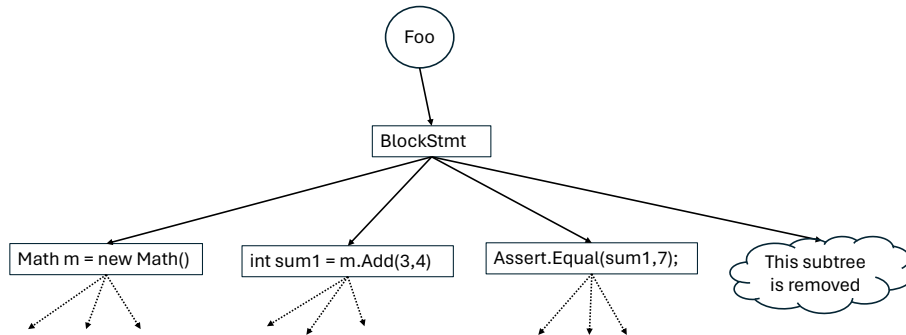 Foo
BlockStmt
Math m = new Math()
int sum1 = m.Add(3,4)
Assert.Equal(sum1,7);
This subtree
is removed